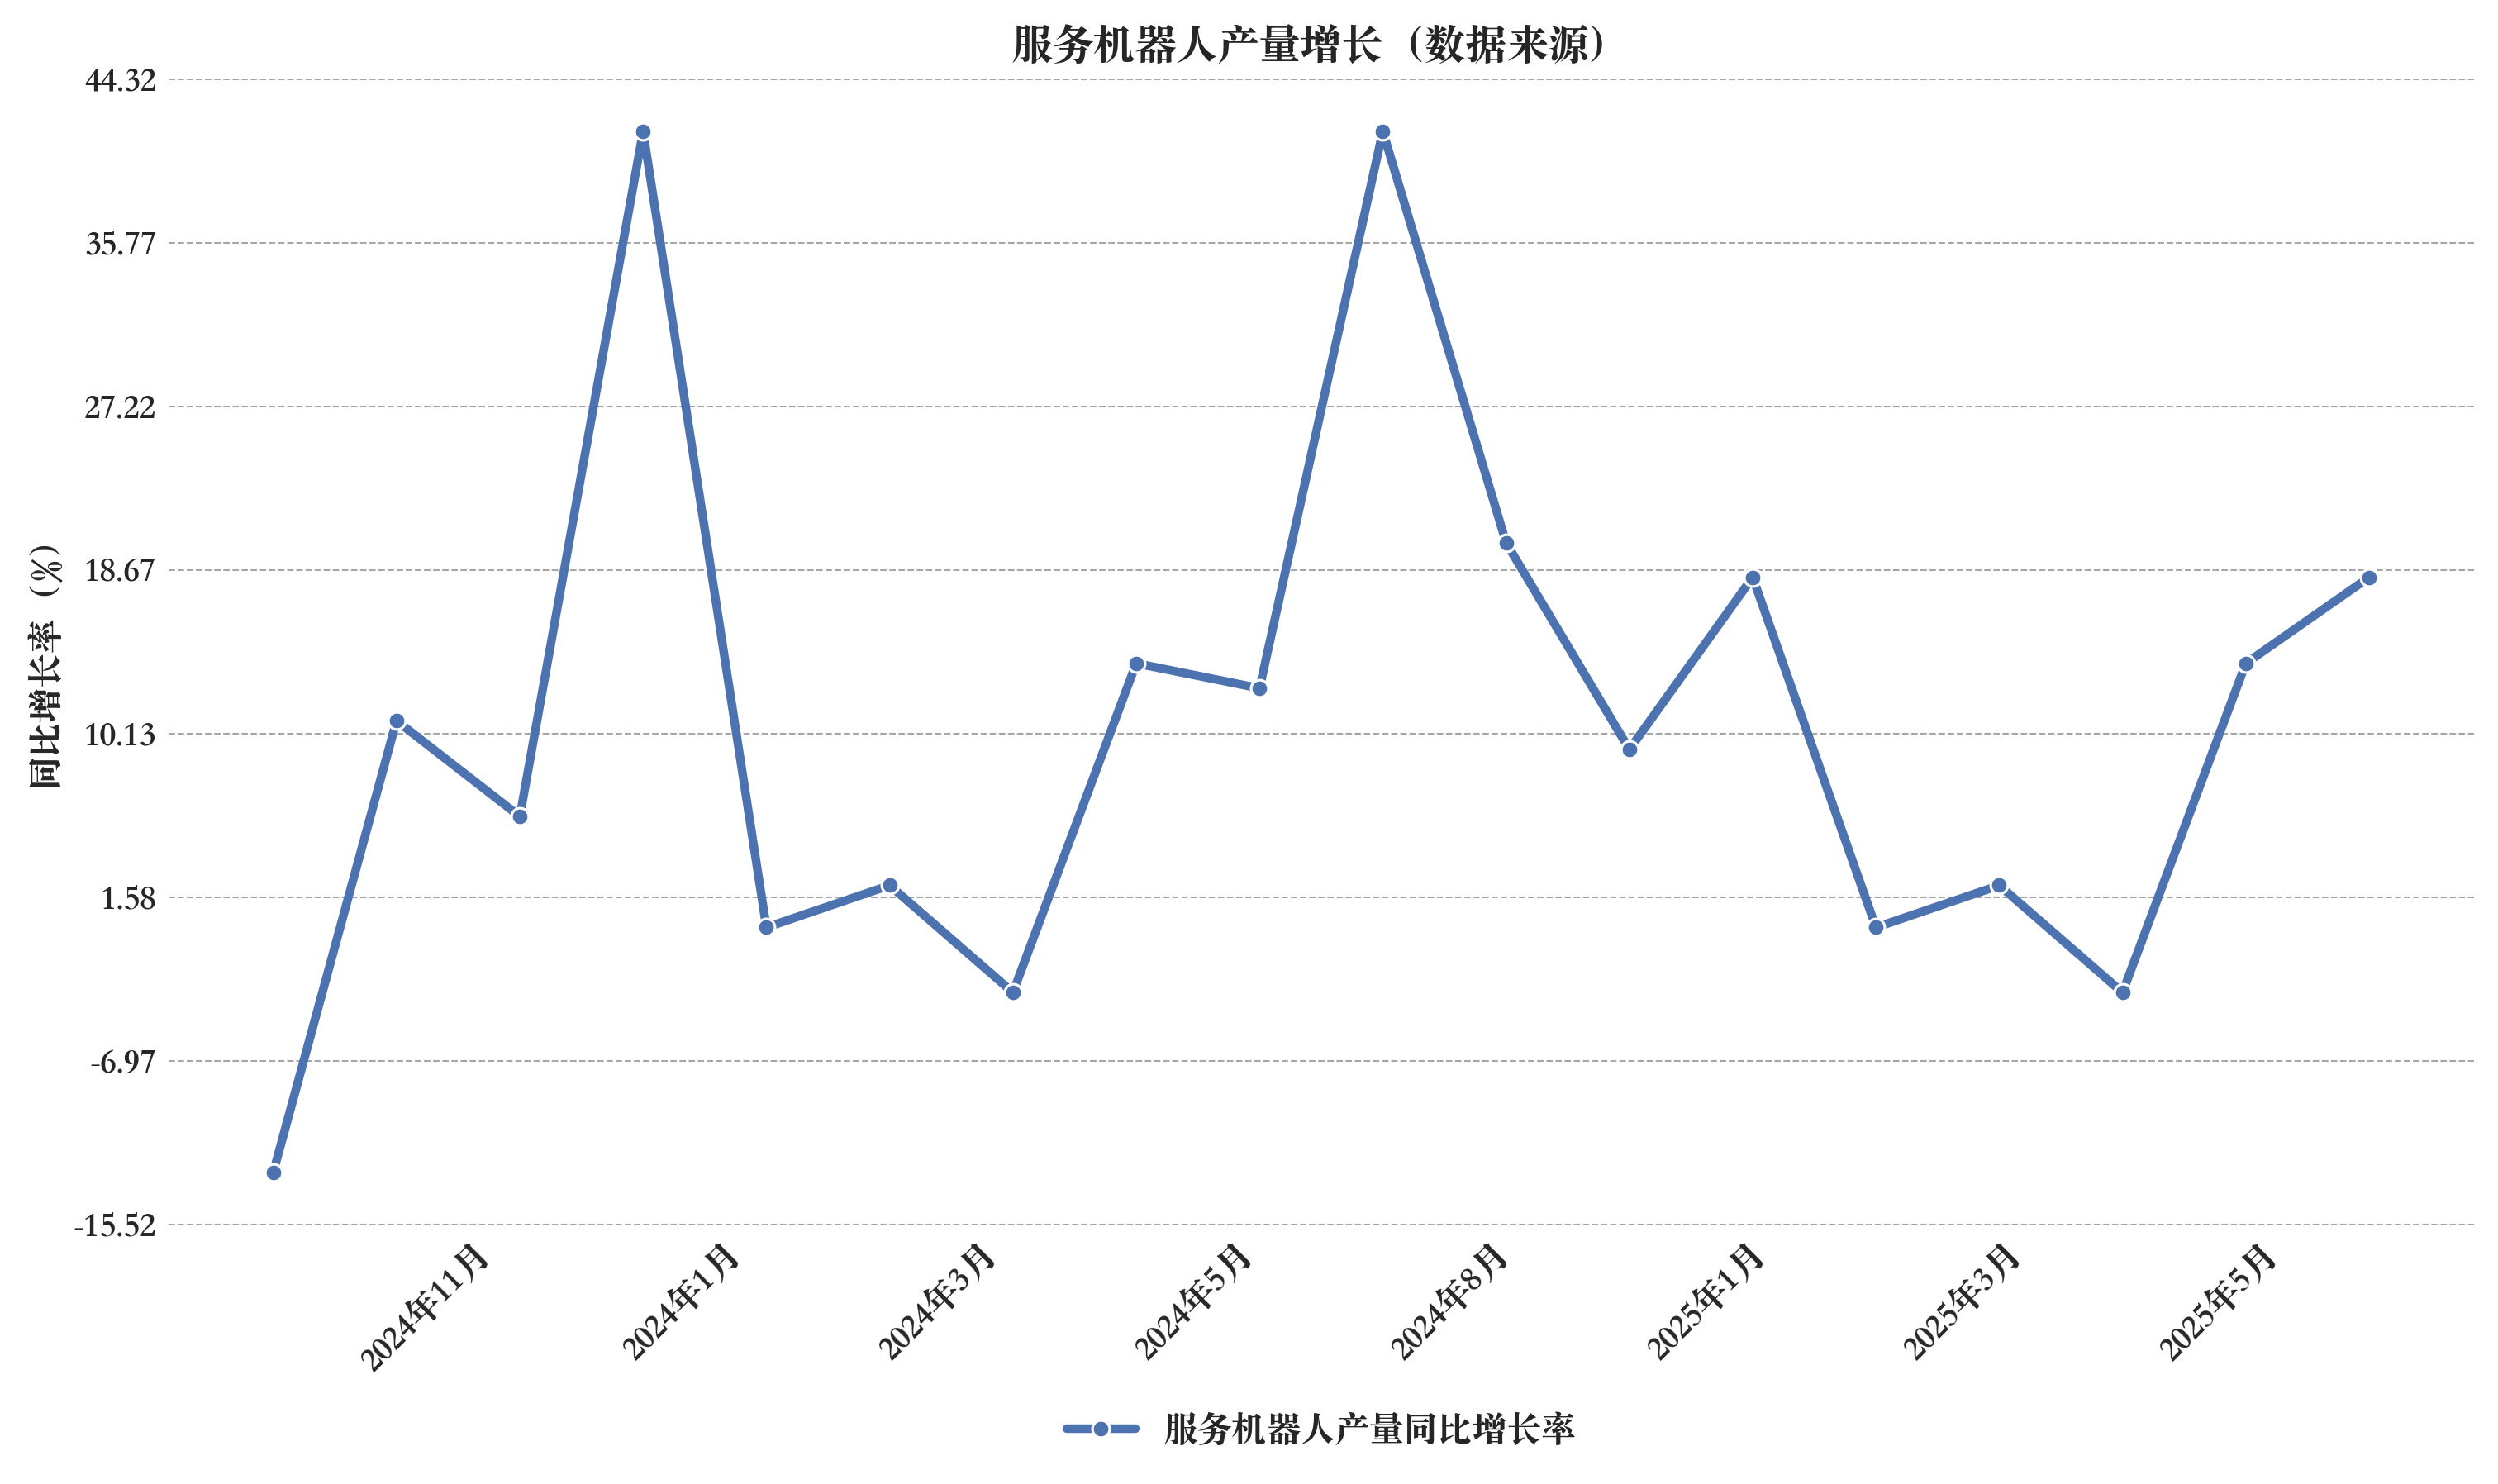 服务机器人产量增长（数据来源）
同比增长率（%）
44.32
35.77
27.22
18.67
10.13
1.58
-6.97
-15.52
2024年11月
2024年1月
2024年3月
2024年5月
2024年8月
2025年1月
2025年3月
2025年5月
服务机器人产量同比增长率